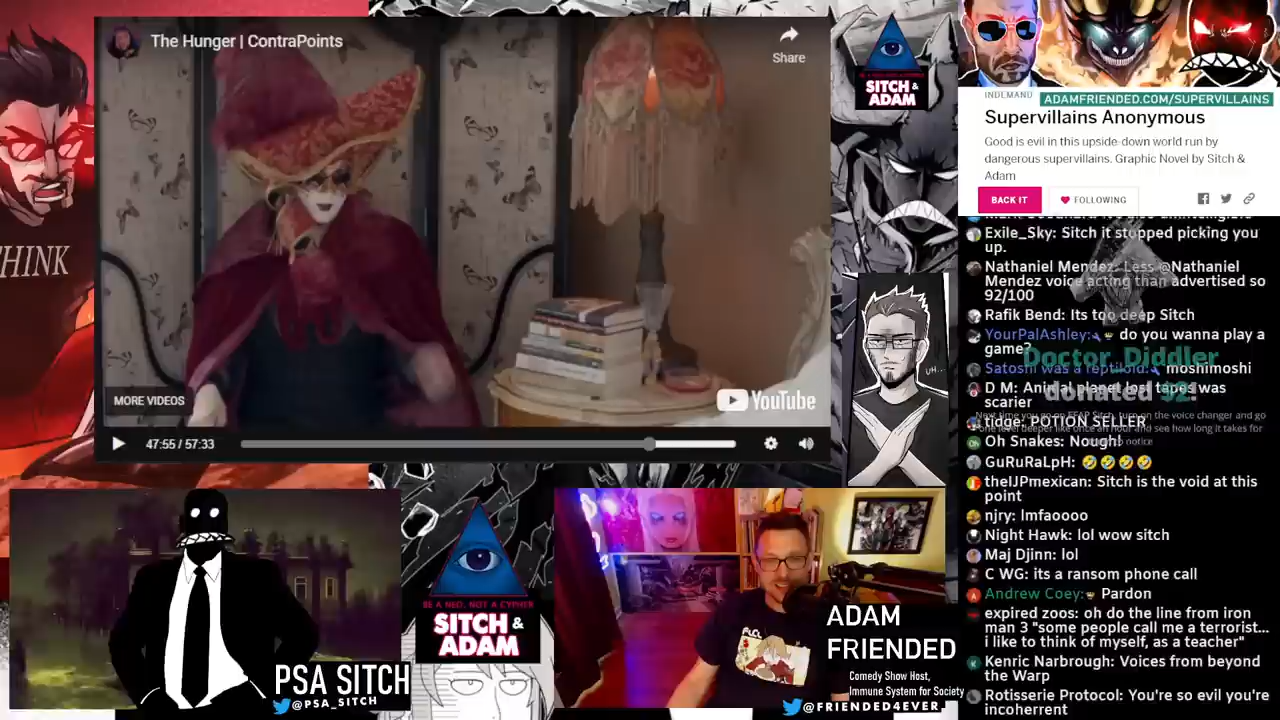 The Hunger | ContraPoints
Share
MORE VIDEOS
YouTube
47:55 / 57:33
THINK
SITCH &
ADAM
UH..
INDEMAND
ADAMFRIENDED.COM/SUPERVILLAINS
Supervillains Anonymous
Good is evil in this upside-down world run by
dangerous supervillains. Graphic Novel by Sitch &
Adam
BACK IT
FOLLOWING
Exile_Sky: Sitch it stopped picking you
up.
Nathaniel Mendez: Less @Nathaniel
Mendez voice acting than advertised so
92/100
Rafik Bend: Its too deep Sitch
YourPalAshley: do you wanna play a
game?
Satoshi was a reptiloid: moshimoshi
Doctor_Diddler
donated $2!
D M: Animal planet lost tapes was
scarier
tidge: POTION SELLER
Oh Snakes: Nough!
GuRuRaLpH: 🤣🤣🤣🤣
theIJPmexican: Sitch is the void at this
point
njry: lmfaoooo
Night Hawk: lol wow sitch
Maj Djinn: lol
C WG: its a ransom phone call
Andrew Coey: Pardon
expired zoos: oh do the line from iron
man 3 "some people call me a terrorist...
i like to think of myself, as a teacher"
Kenric Narbrough: Voices from beyond
the Warp
Rotisserie Protocol: You're so evil you're
incoherrent
PSA SITCH
@PSA_SITCH
BE A NEO, NOT A CYPHER
SITCH &
ADAM
ADAM
FRIENDED
Comedy Show Host,
Immune System for Society
@FRIENDED4EVER